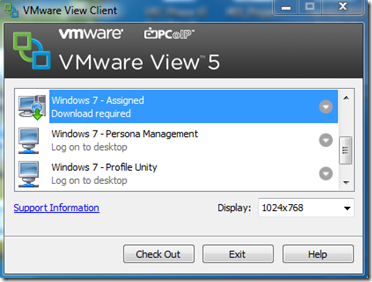 VMware View Client
vmware PCoIP
VMware View™ 5
Windows 7 - Assigned
Download required
Windows 7 - Persona Management
Log on to desktop
Windows 7 - Profile Unity
Log on to desktop
Support Information
Display: 1024x768
Check Out Exit Help